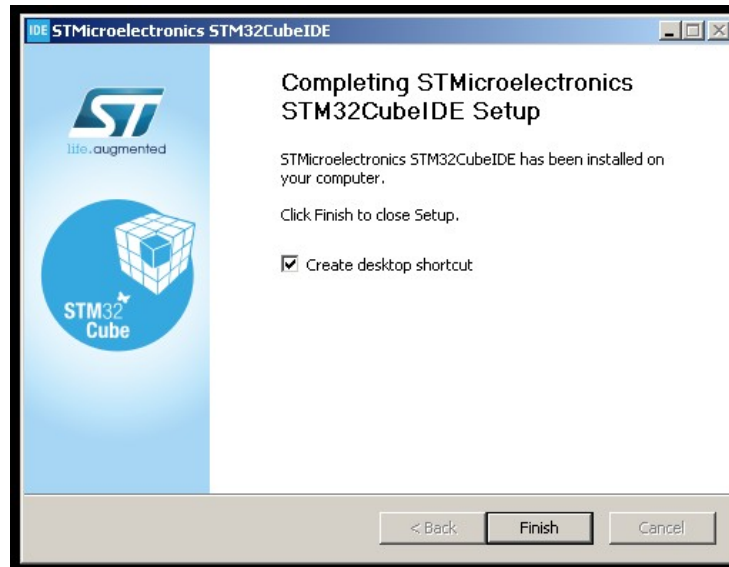 IDE STMicroelectronics STM32CubeIDE
ST
life.augmented
STM32
Cube
Completing STMicroelectronics
STM32CubeIDE Setup
STMicroelectronics STM32CubeIDE has been installed on
your computer.
Click Finish to close Setup.
Create desktop shortcut
< Back
Finish
Cancel